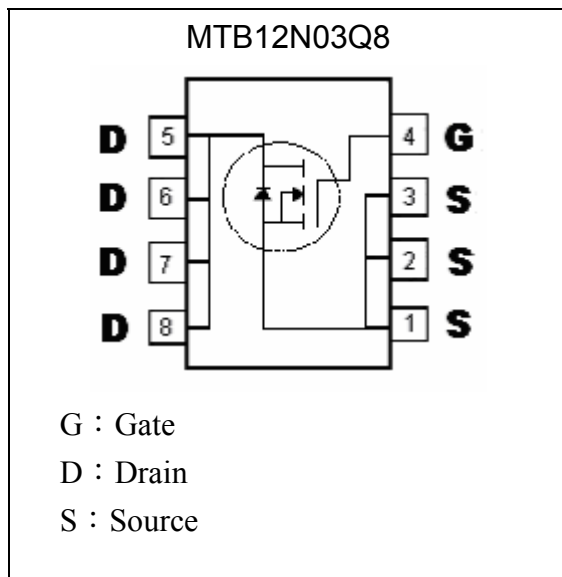 MTB12N03Q8
D 5 4 G
D 6 3 S
D 7 2 S
D 8 1 S
G：Gate
D：Drain
S：Source